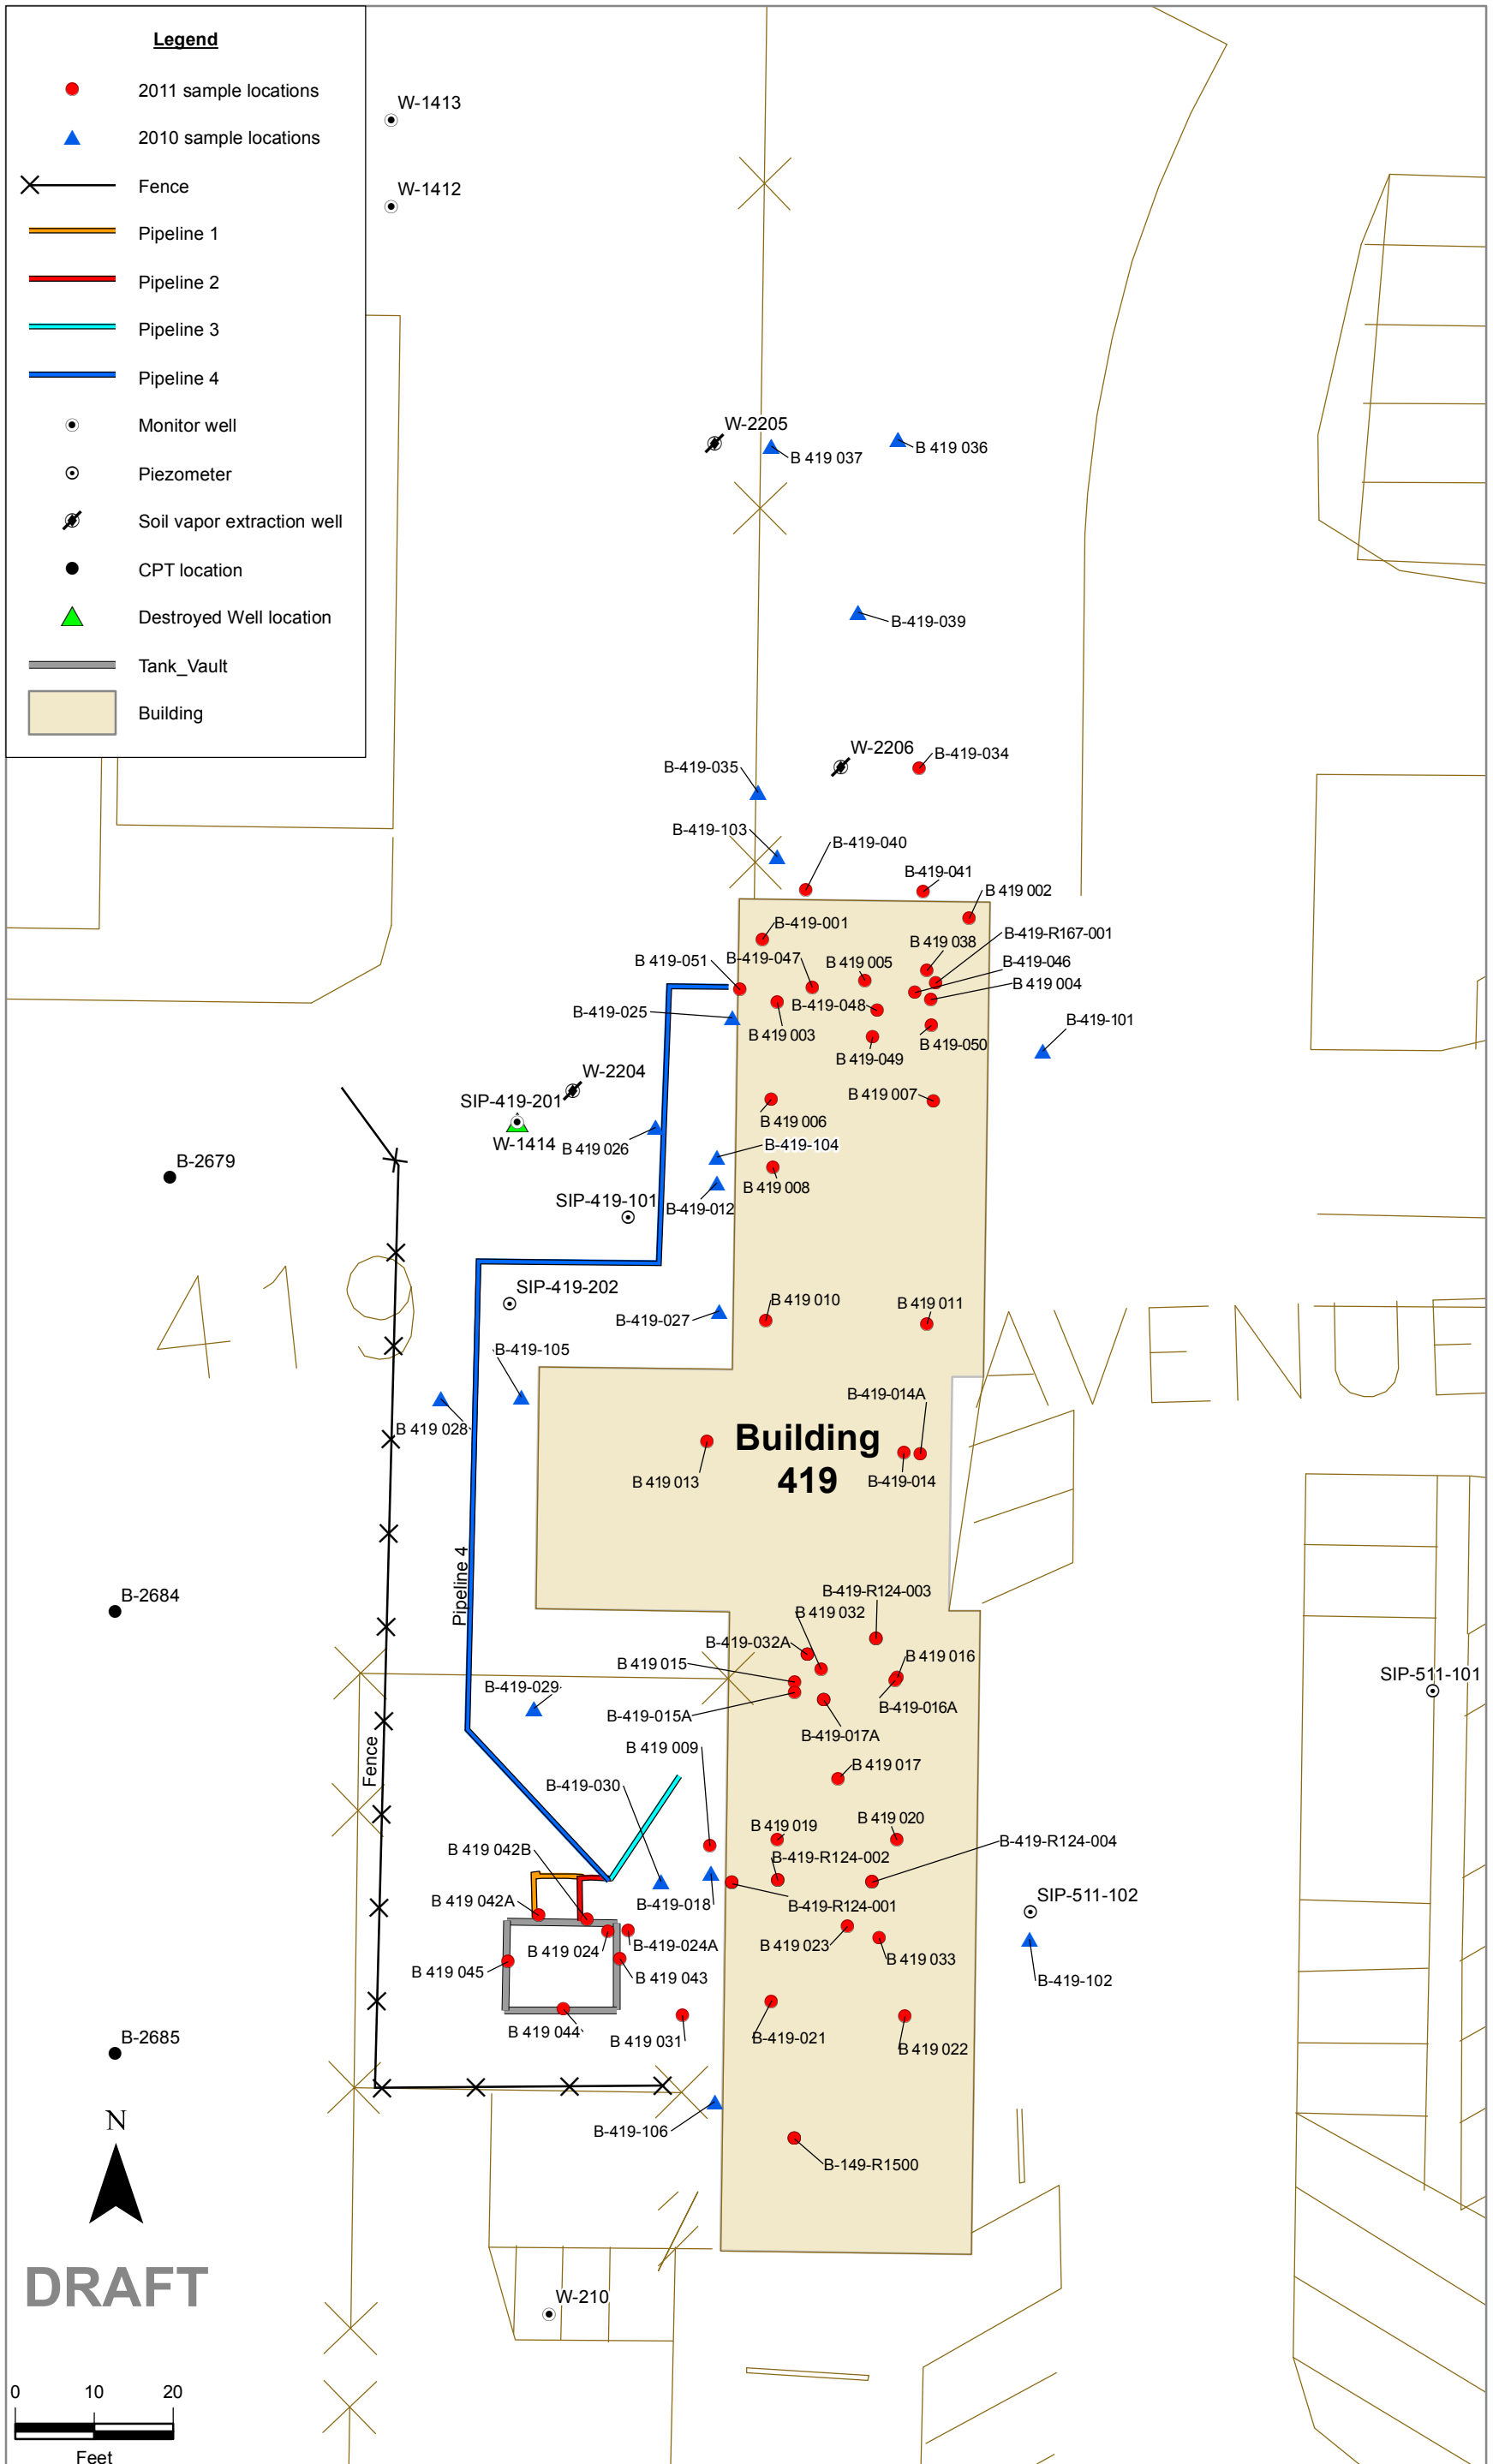 Legend
2011 sample locations
2010 sample locations
Fence
Pipeline 1
Pipeline 2
Pipeline 3
Pipeline 4
Monitor well
Piezometer
Soil vapor extraction well
CPT location
Destroyed Well location
Tank_Vault
Building
W-1413
W-1412
W-2205
B 419 037
B 419 036
B-419-039
W-2206
B-419-034
B-419-035
B-419-103
B-419-040
B-419-041
B 419 002
B-419-001
B-419-R167-001
B 419 038
B 419-051
B-419-047
B 419 005
B-419-046
B 419 004
B-419-048
B-419-025
B 419 003
B 419-050
B-419-101
B 419-049
W-2204
SIP-419-201
W-1414
B 419 026
B 419 006
B 419 007
B-419-104
B-2679
B 419 008
SIP-419-101
B-419-012
419
SIP-419-202
B-419-027
B 419 010
B 419 011
AVENUE
B-419-105
B 419 028
B-419-014A
Building
419
B 419 013
B-419-014
Pipeline 4
B-2684
B-419-R124-003
B 419 032
B-419-032A
B 419 015
B 419 016
SIP-511-101
B-419-029
B-419-015A
B-419-016A
B-419-017A
Fence
B 419 009
B 419 017
B-419-030
B 419 019
B 419 020
B-419-R124-004
B 419 042B
B-419-R124-002
B 419 042A
B-419-018
B-419-R124-001
SIP-511-102
B 419 024
B-419-024A
B 419 023
B 419 033
B 419 045
B 419 043
B-419-102
B 419 044
B 419 031
B-419-021
B 419 022
B-2685
B-419-106
B-149-R1500
N
DRAFT
W-210
0 10 20
Feet